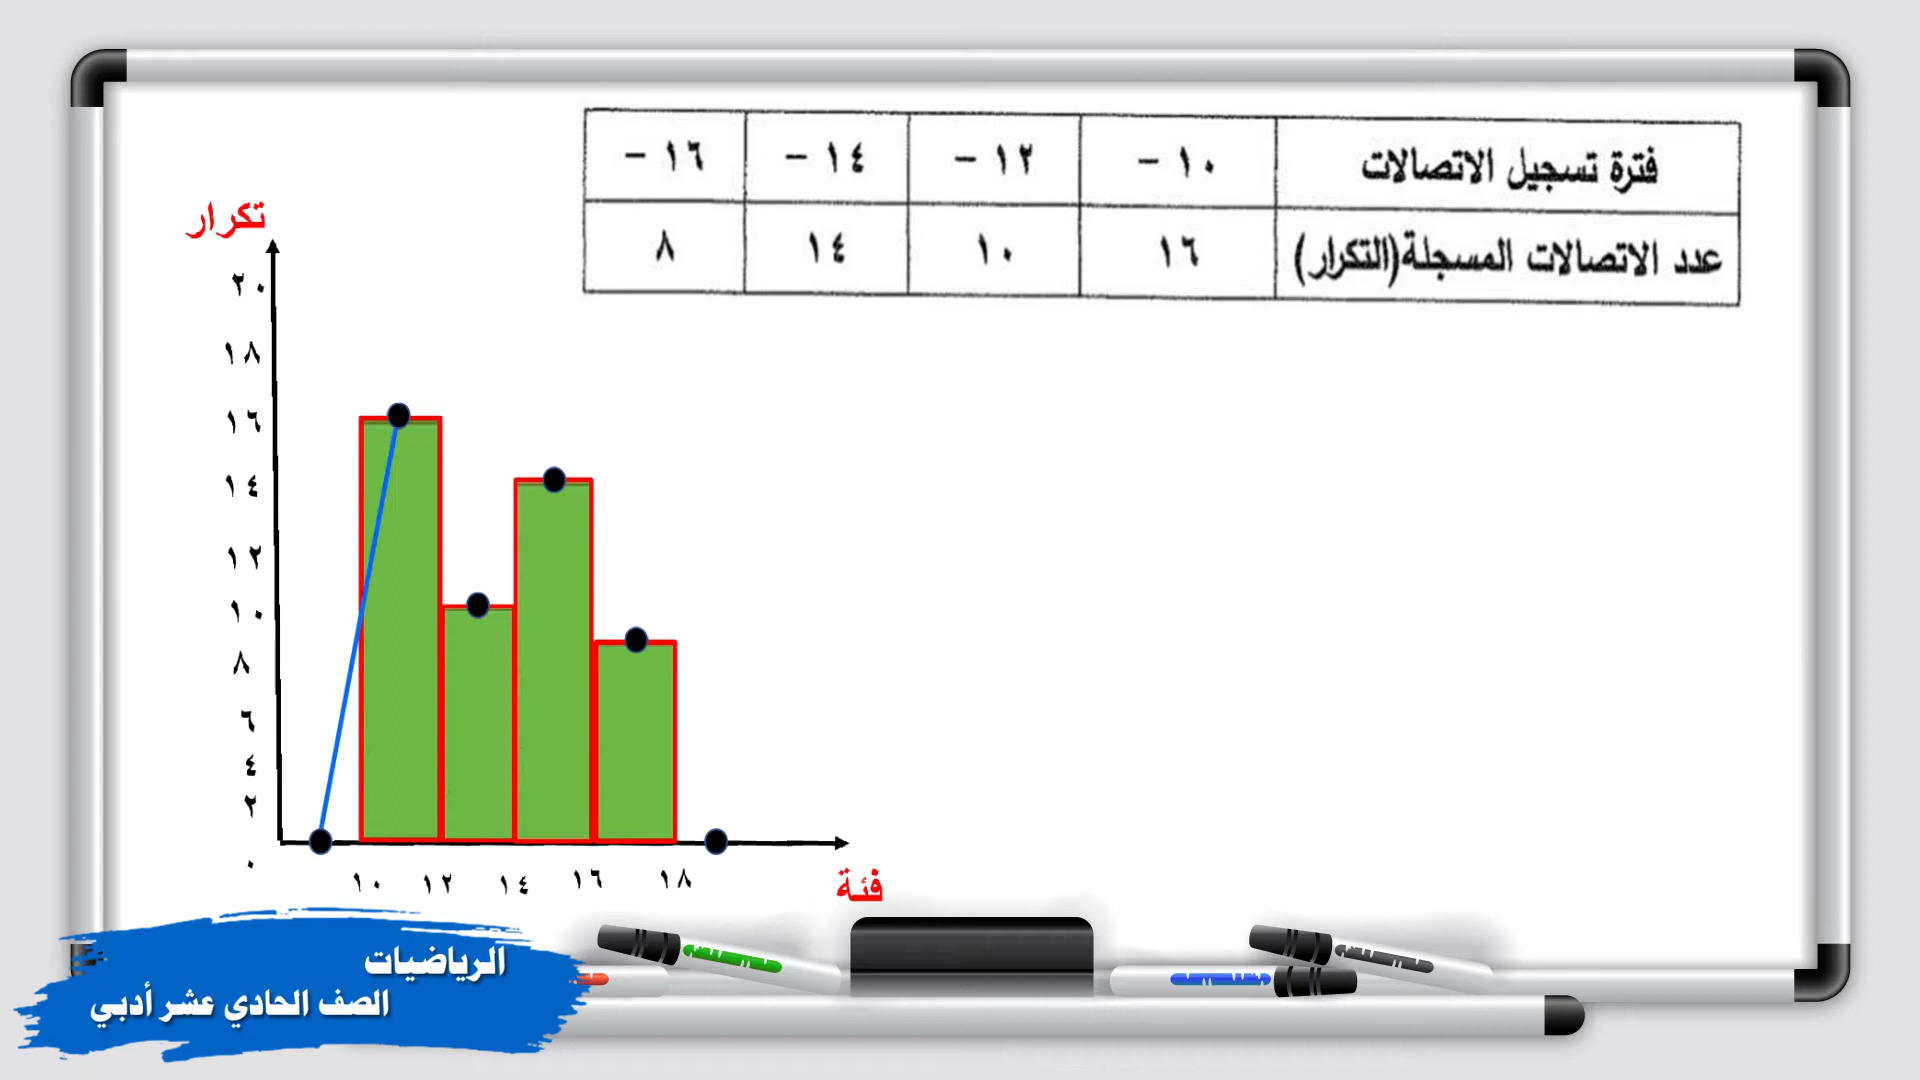 فترة تسجيل الاتصالات ١٠ – ١٢ – ١٤ – ١٦ –
عدد الاتصالات المسجلة(التكرار) ١٦ ١٠ ١٤ ٨
تكرار
٢٠
١٨
١٦
١٤
١٢
١٠
٨
٦
٤
٢
٠
١٠ ١٢ ١٤ ١٦ ١٨
فئة
الرياضيات
الصف الحادي عشر أدبي